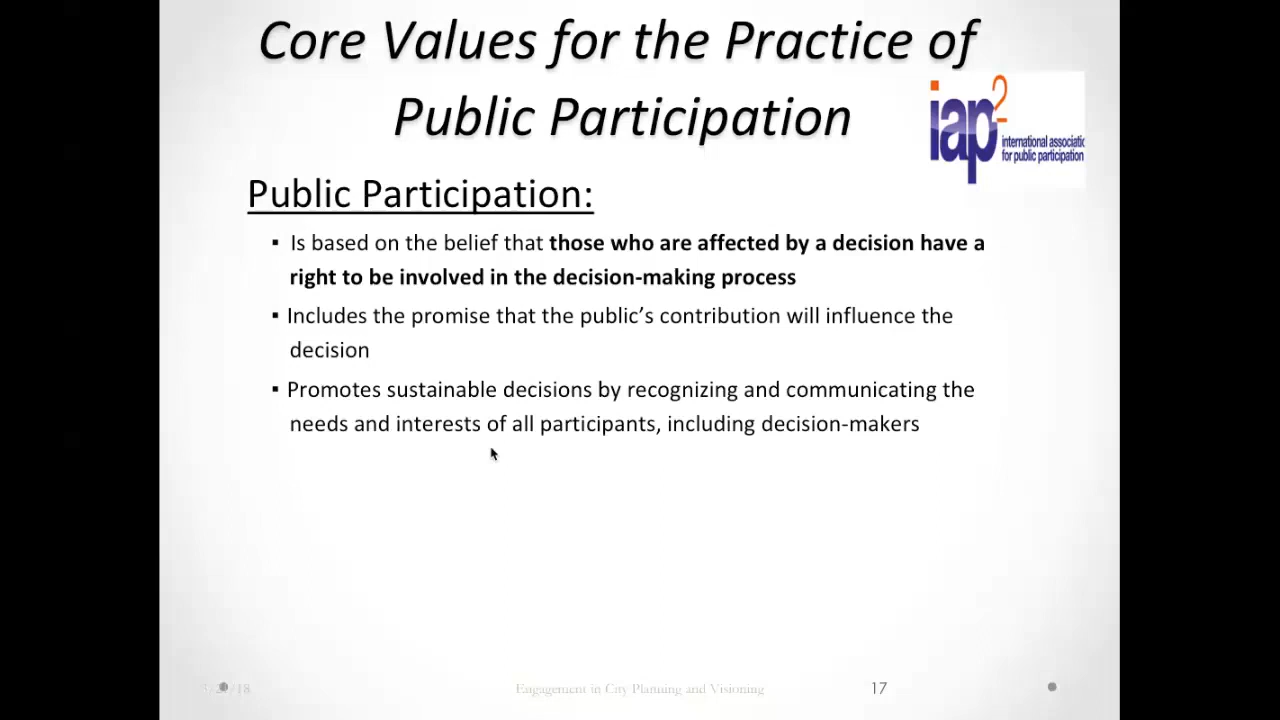 Core Values for the Practice of
Public Participation
iap2
international associatic
for public participation
Public Participation:
▪ Is based on the belief that those who are affected by a decision have a
right to be involved in the decision-making process
▪ Includes the promise that the public’s contribution will influence the
decision
▪ Promotes sustainable decisions by recognizing and communicating the
needs and interests of all participants, including decision-makers
Engagement in City Planning and Visioning
17